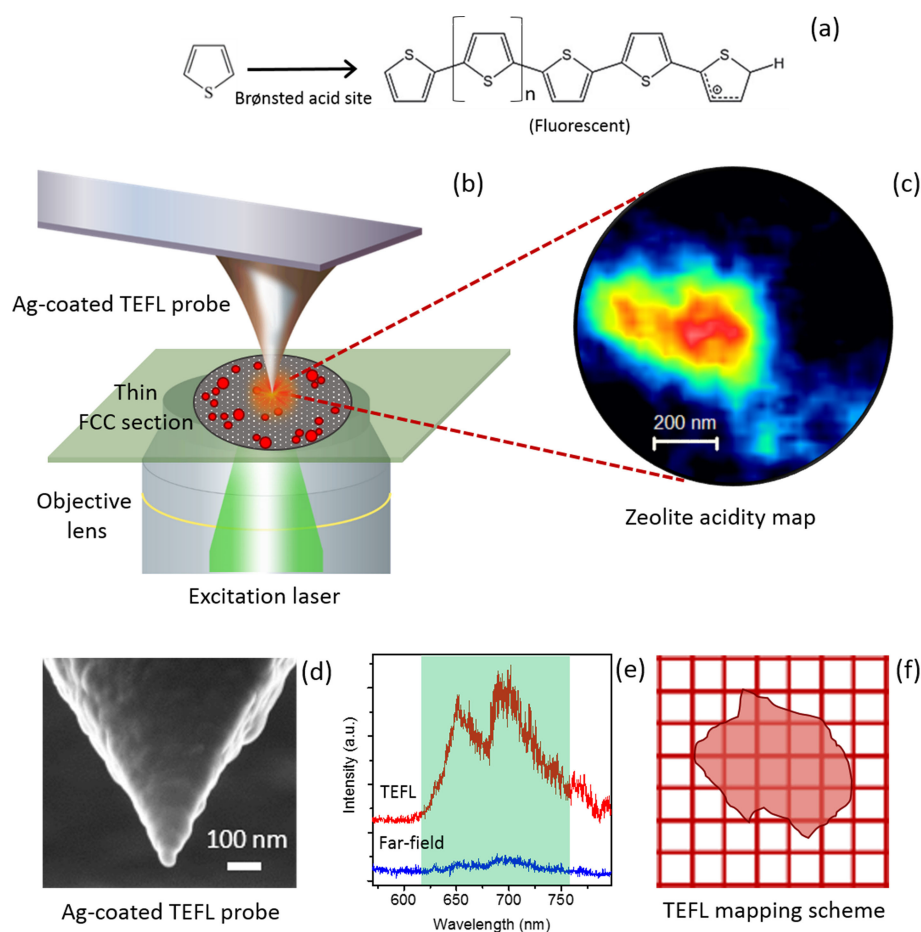 (a)
S
Brønsted acid site
S
S
n
S
S
S
H
⊕
(Fluorescent)
(b)
(c)
Ag-coated TEFL probe
Thin
FCC section
Objective
lens
Excitation laser
200 nm
Zeolite acidity map
(d)
100 nm
Ag-coated TEFL probe
(e)
Intensity (a.u.)
TEFL
Far-field
600
650
700
750
Wavelength (nm)
(f)
TEFL mapping scheme